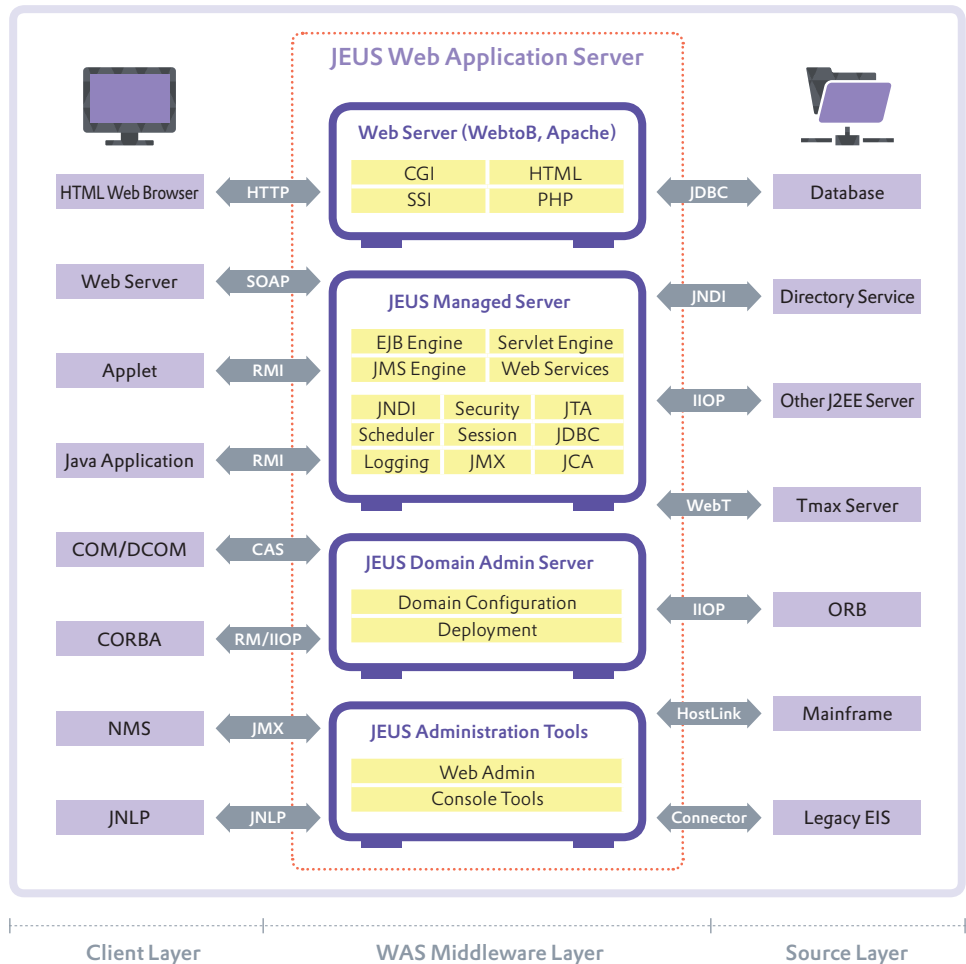 JEUS Web Application Server
HTML Web Browser
Web Server
Applet
Java Application
COM/DCOM
CORBA
NMS
JNLP
HTTP
SOAP
RMI
RMI
CAS
RM/IIOP
JMX
JNLP
Web Server (WebtoB, Apache)
CGI HTML
SSI PHP
JEUS Managed Server
EJB Engine Servlet Engine
JMS Engine Web Services
JNDI Security JTA
Scheduler Session JDBC
Logging JMX JCA
JEUS Domain Admin Server
Domain Configuration
Deployment
JEUS Administration Tools
Web Admin
Console Tools
JDBC
JNDI
IIOP
WebT
IIOP
HostLink
Connector
Database
Directory Service
Other J2EE Server
Tmax Server
ORB
Mainframe
Legacy EIS
Client Layer WAS Middleware Layer Source Layer